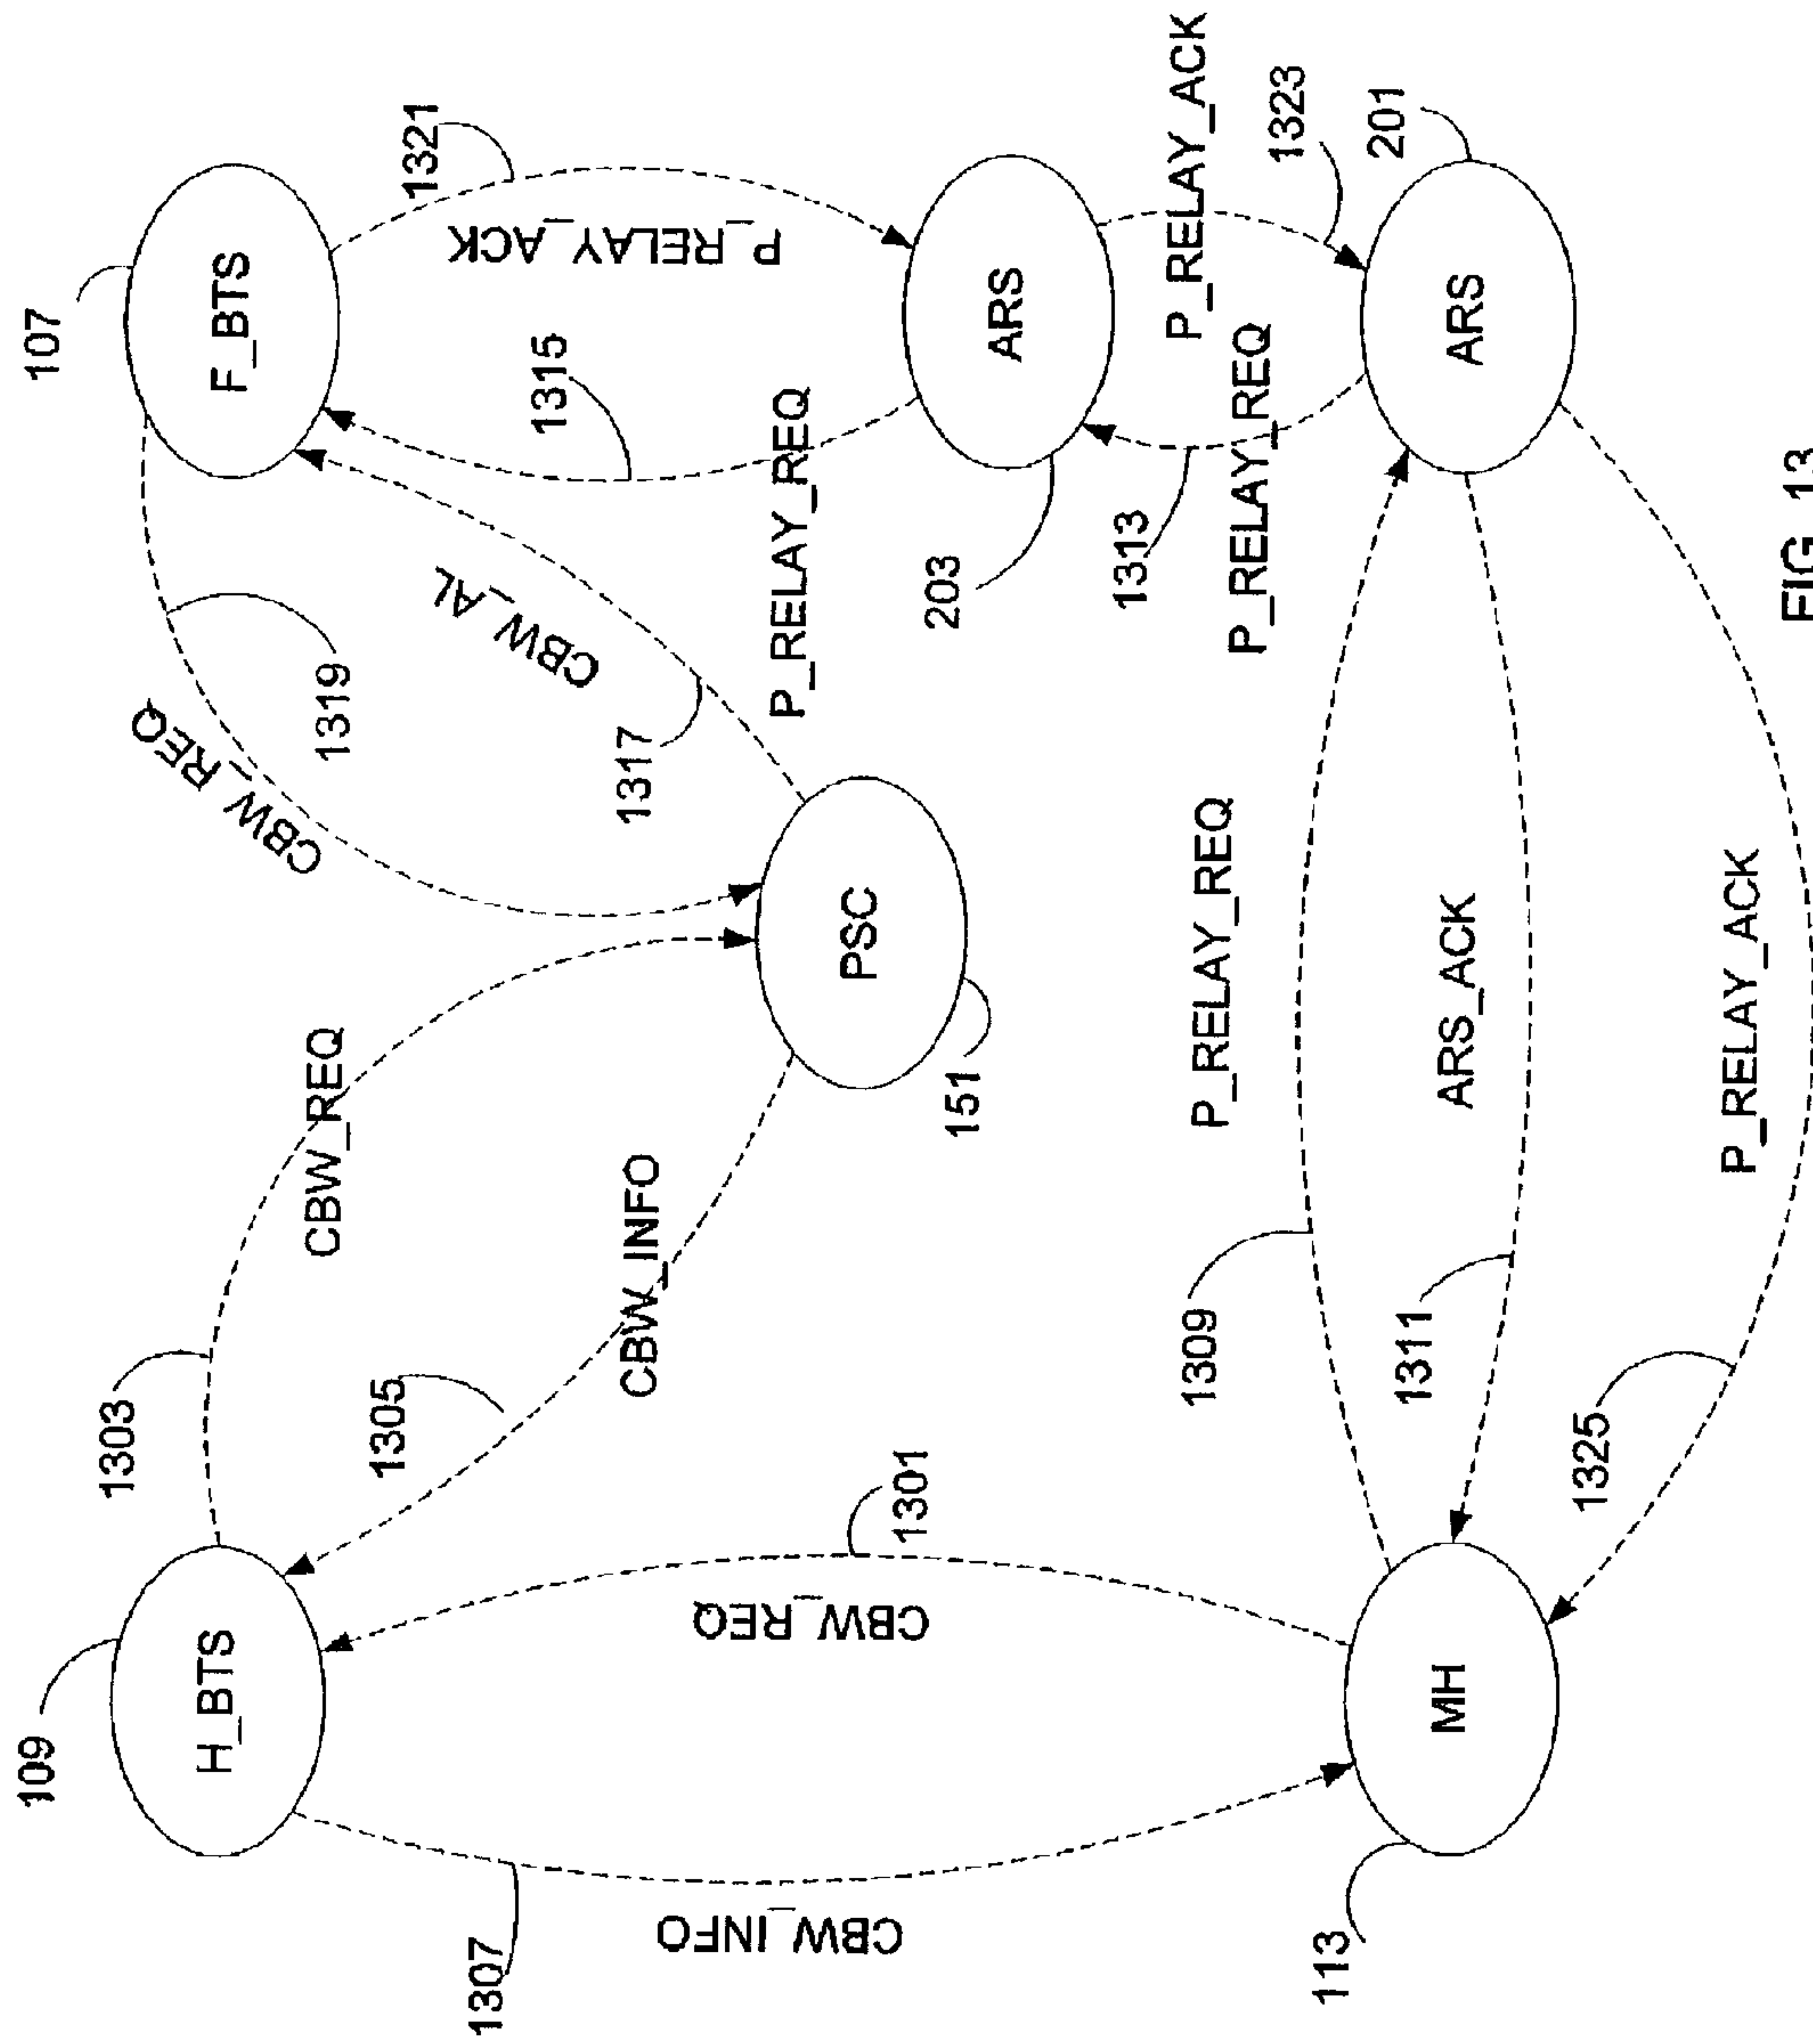 109
H_BTS
1303
CBW_REQ
1305
CBW_INFO
1307
CBW_INFO
1301
CBW_REQ
113
MH
151
PSC
107
F_BTS
1319
CBW_REQ
1317
CBW_AL
1315
P_RELAY_REQ
1321
P_RELAY_ACK
203
ARS
1313
P_RELAY_REQ
P_RELAY_ACK
1323
201
ARS
1309
P_RELAY_REQ
1311
ARS_ACK
1325
P_RELAY_ACK
FIG. 13